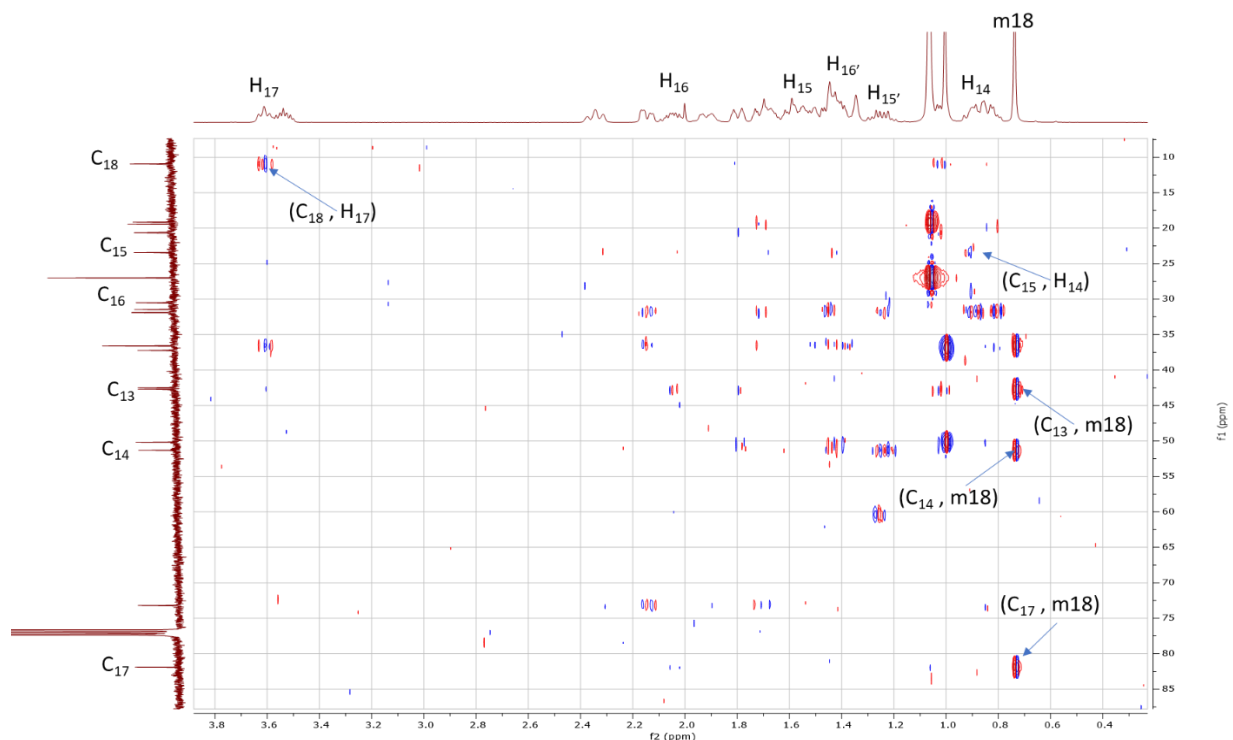 m18
H₁₇
H₁₆
H₁₅
H₁₆'
H₁₅'
H₁₄
C₁₈
C₁₅
C₁₆
C₁₃
C₁₄
C₁₇
(C₁₈ , H₁₇)
(C₁₅ , H₁₄)
(C₁₃ , m18)
(C₁₄ , m18)
(C₁₇ , m18)
10
15
20
25
30
35
40
45
50
55
60
65
70
75
80
85
f1 (ppm)
3.8 3.6 3.4 3.2 3.0 2.8 2.6 2.4 2.2 2.0 1.8 1.6 1.4 1.2 1.0 0.8 0.6 0.4
f2 (ppm)